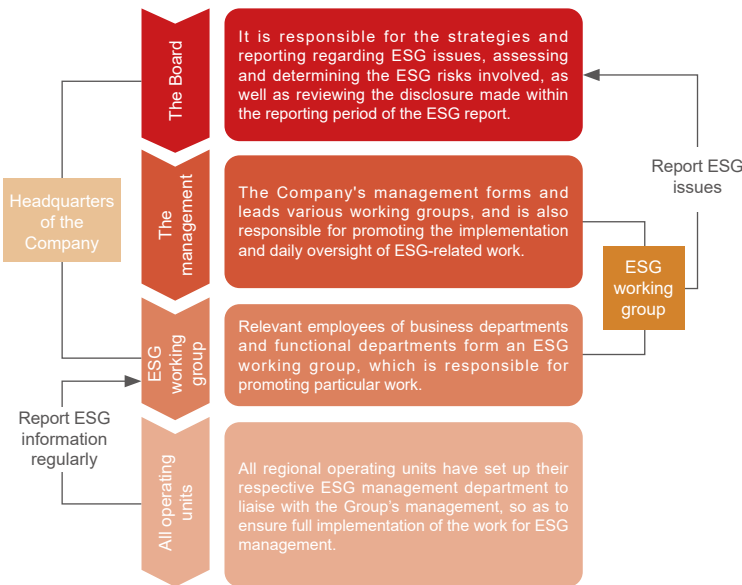 The Board
It is responsible for the strategies and
reporting regarding ESG issues, assessing
and determining the ESG risks involved, as
well as reviewing the disclosure made within
the reporting period of the ESG report.
Report ESG
issues
Headquarters
of the
Company
The
management
The Company's management forms and
leads various working groups, and is also
responsible for promoting the implementation
and daily oversight of ESG-related work.
ESG
working
group
ESG
working
group
Relevant employees of business departments
and functional departments form an ESG
working group, which is responsible for
promoting particular work.
Report ESG
information
regularly
All operating
units
All regional operating units have set up their
respective ESG management department to
liaise with the Group's management, so as to
ensure full implementation of the work for ESG
management.